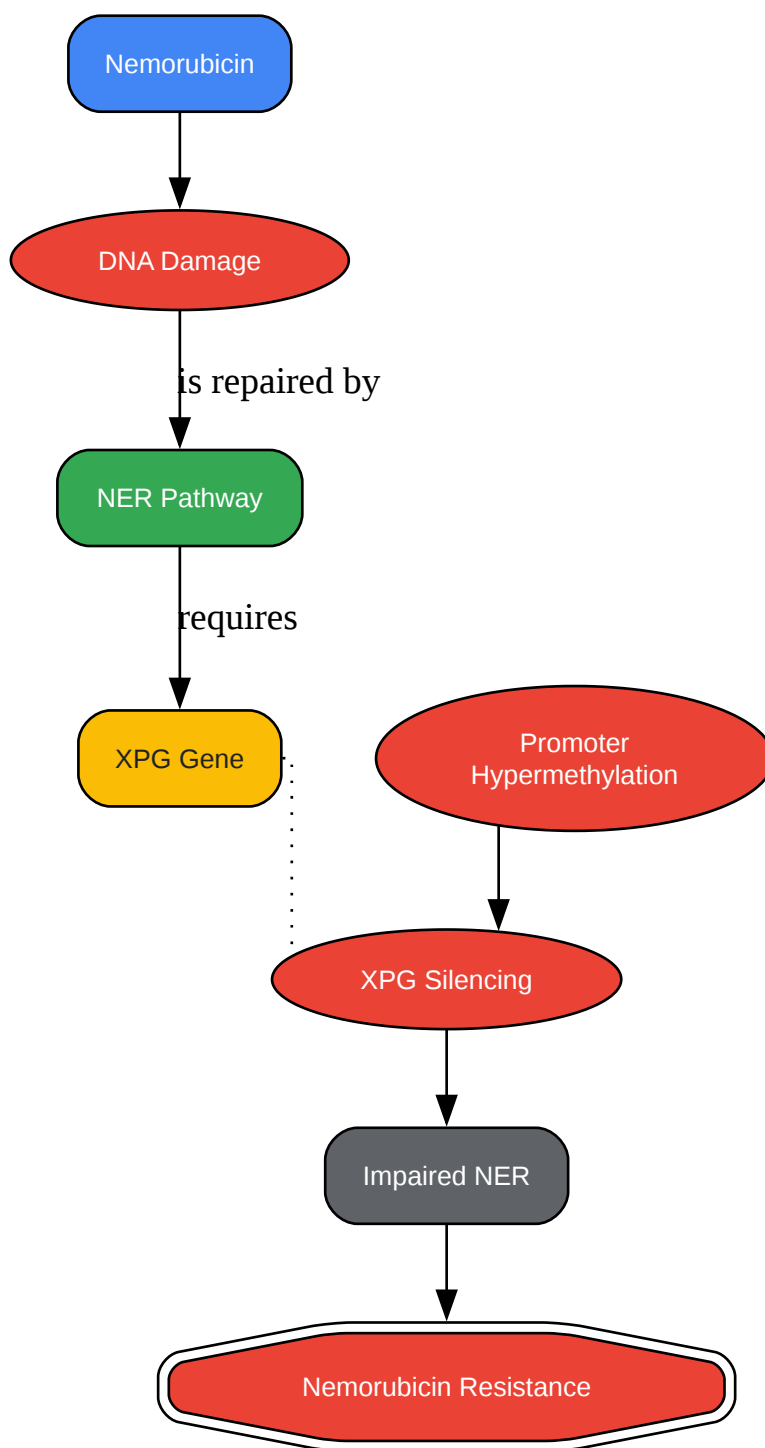 Nemorubicin
DNA Damage
is repaired by
NER Pathway
requires
XPG Gene
Promoter
Hypermethylation
XPG Silencing
Impaired NER
Nemorubicin Resistance